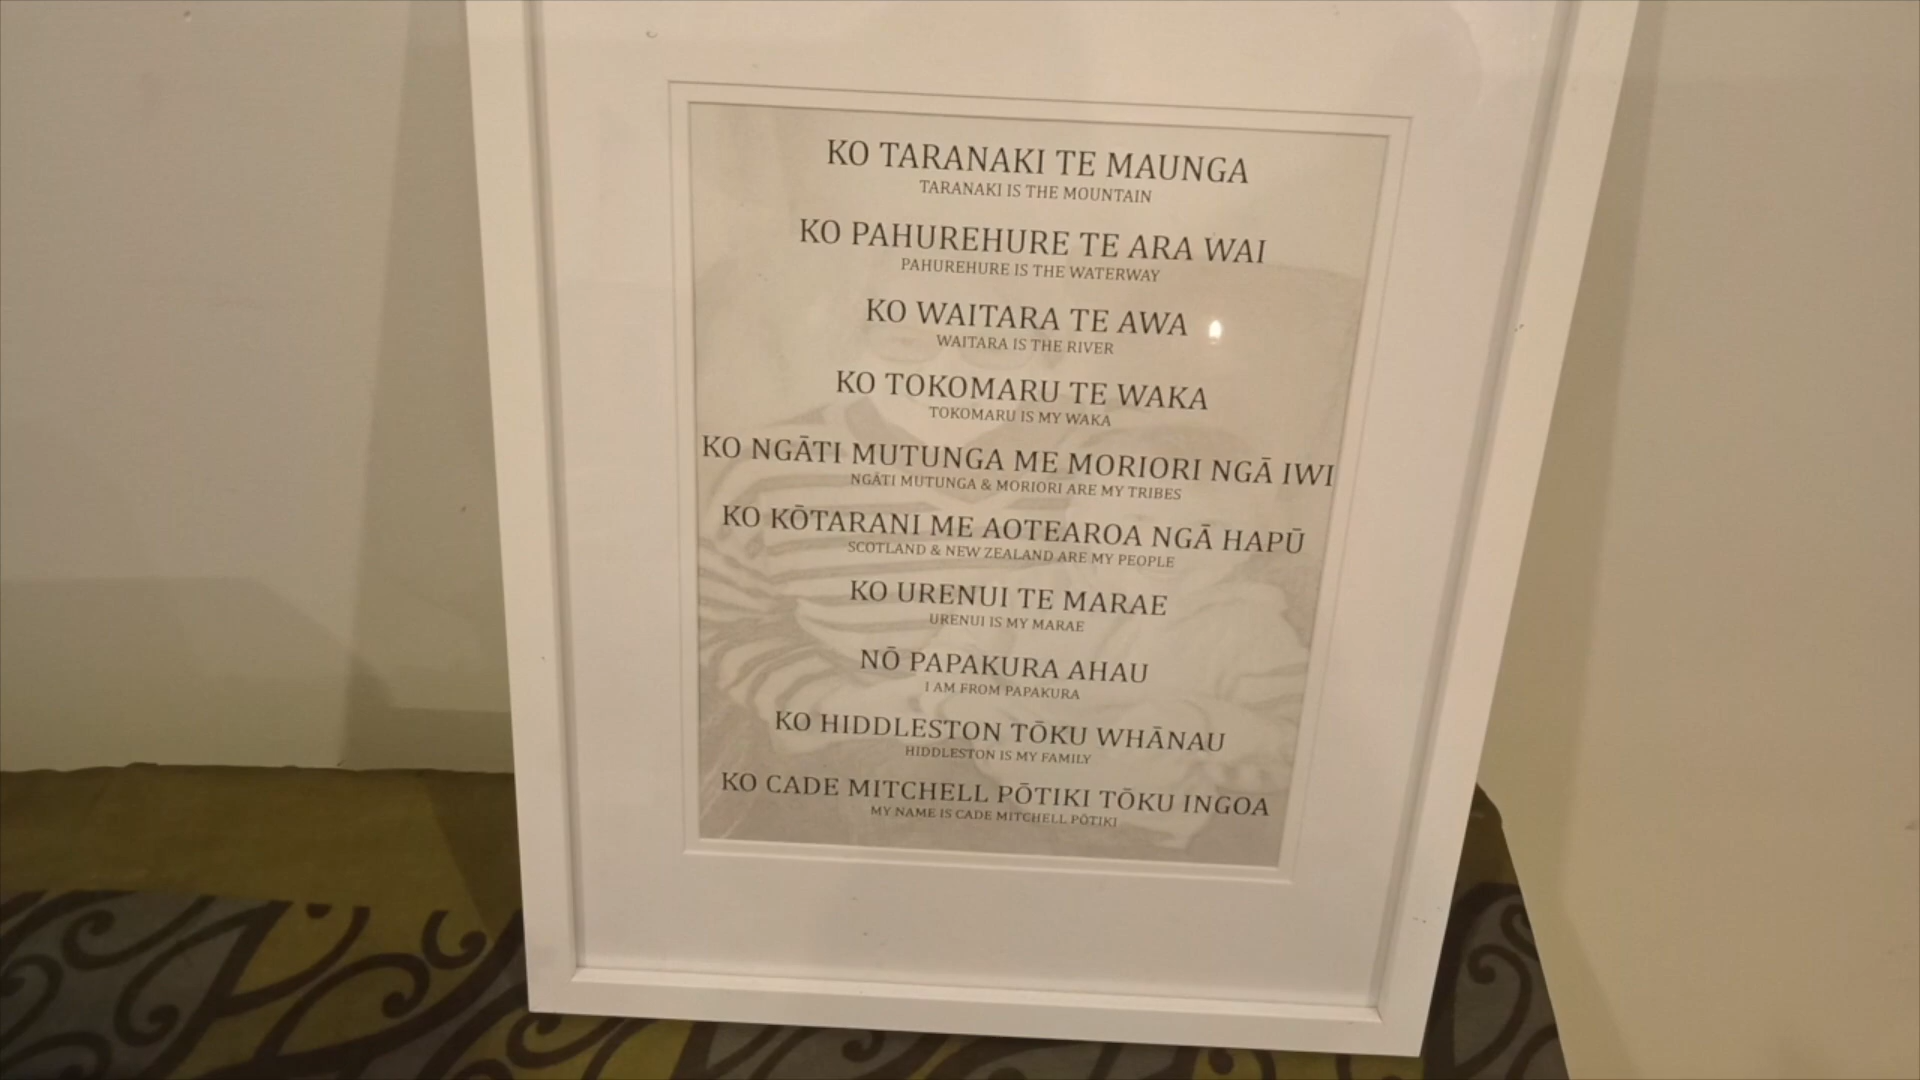 KO TARANAKI TE MAUNGA
TARANAKI IS THE MOUNTAIN
KO PAHUREHURE TE ARA WAI
PAHUREHURE IS THE WATERWAY
KO WAITARA TE AWA
WAITARA IS THE RIVER
KO TOKOMARU TE WAKA
TOKOMARU IS MY WAKA
KO NGĀTI MUTUNGA ME MORIORI NGĀ IWI
NGĀTI MUTUNGA & MORIORI ARE MY TRIBES
KO KŌTARANI ME AOTEAROA NGĀ HAPŪ
SCOTLAND & NEW ZEALAND ARE MY PEOPLE
KO URENUI TE MARAE
URENUI IS MY MARAE
NŌ PAPAKURA AHAU
I AM FROM PAPAKURA
KO HIDDLESTON TŌKU WHĀNAU
HIDDLESTON IS MY FAMILY
KO CADE MITCHELL PŌTIKI TŌKU INGOA
MY NAME IS CADE MITCHELL PŌTIKI